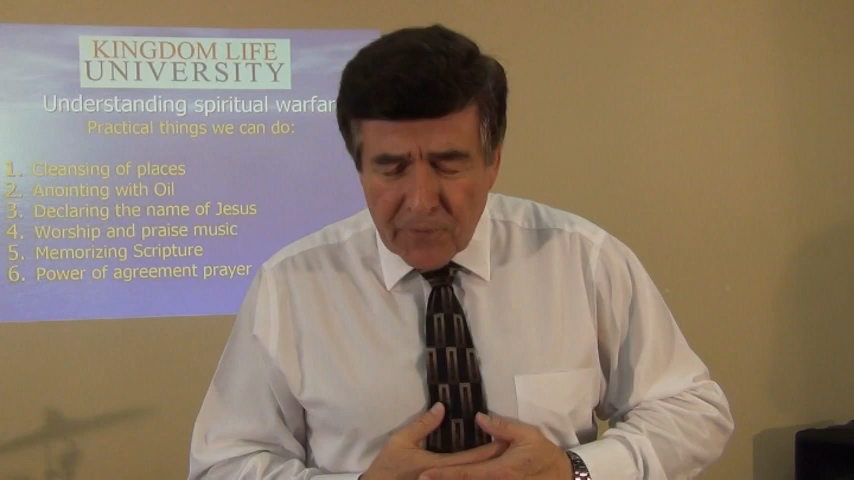 KINGDOM LIFE
UNIVERSITY
Understanding spiritual warfar
Practical things we can do:
1. Cleansing of places
2. Anointing with Oil
3. Declaring the name of Jesus
4. Worship and praise music
5. Memorizing Scripture
6. Power of agreement prayer